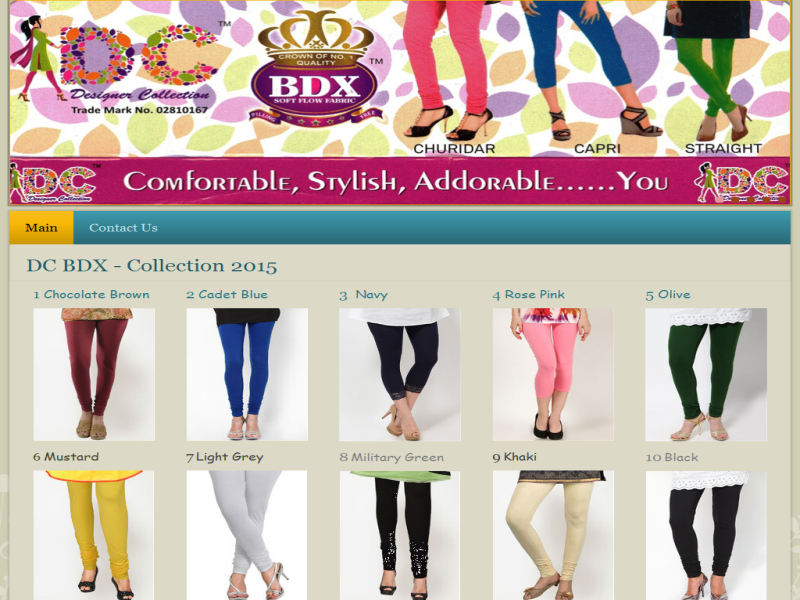 DC TM
Designer Collection
Trade Mark No. 02810167
CROWN OF NO. 1
QUALITY
BDX TM
SOFT FLOW FABRIC
PILLING FREE
CHURIDAR CAPRI STRAIGHT
DC Comfortable, Stylish, Addorable......You DC
Main Contact Us
DC BDX - Collection 2015
1 Chocolate Brown 2 Cadet Blue 3 Navy 4 Rose Pink 5 Olive
6 Mustard 7 Light Grey 8 Military Green 9 Khaki 10 Black